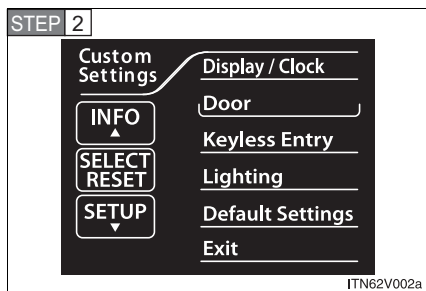 STEP 2
Custom
Settings
INFO
SELECT
RESET
SETUP
Display / Clock
Door
Keyless Entry
Lighting
Default Settings
Exit
ITN62V002a